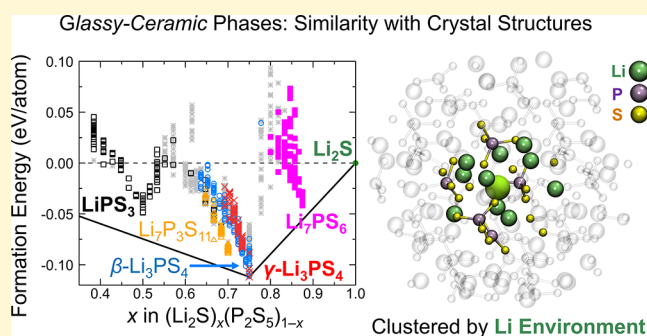 Glassy-Ceramic Phases: Similarity with Crystal Structures
Formation Energy (eV/atom)
0.10
0.05
0.00
-0.05
-0.10
LiPS₃
Li₇P₃S₁₁
β-Li₃PS₄
γ-Li₃PS₄
Li₇PS₆
Li₂S
0.4 0.5 0.6 0.7 0.8 0.9 1.0
x in (Li₂S)ₓ(P₂S₅)₁₋ₓ
Li
P
S
Clustered by Li Environment